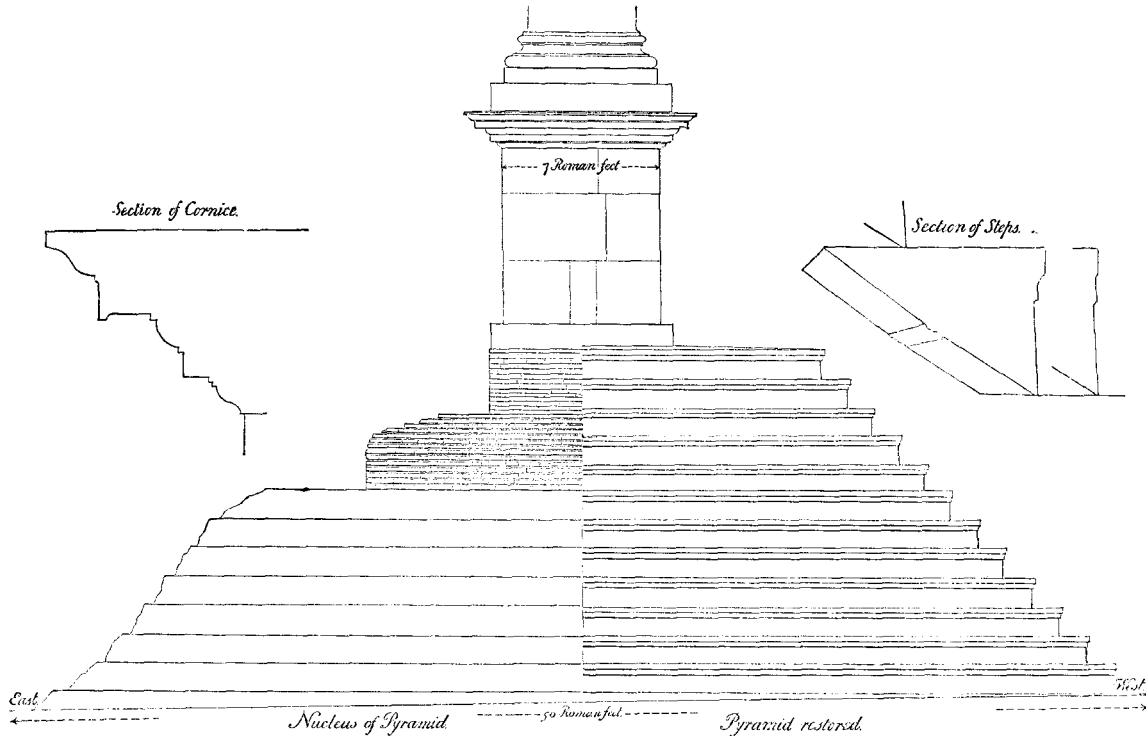 7 Roman feet
Section of Cornice.
Section of Steps.
East.
West.
Nucleus of Pyramid.
50 Roman feet
Pyramid restored.